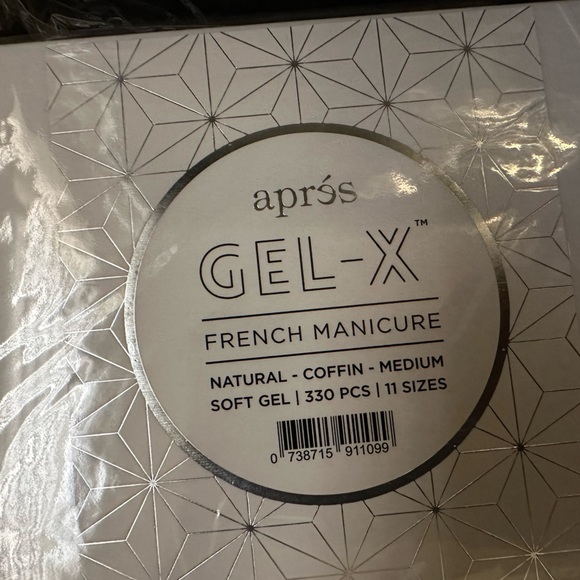 aprés
GEL-X™
FRENCH MANICURE
NATURAL - COFFIN - MEDIUM
SOFT GEL | 330 PCS | 11 SIZES
0 738715 911099